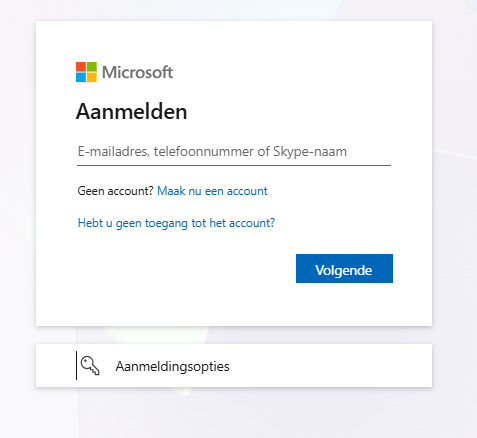 Microsoft
Aanmelden
E-mailadres, telefoonnummer of Skype-naam
Geen account? Maak nu een account
Hebt u geen toegang tot het account?
Volgende
Aanmeldingsopties